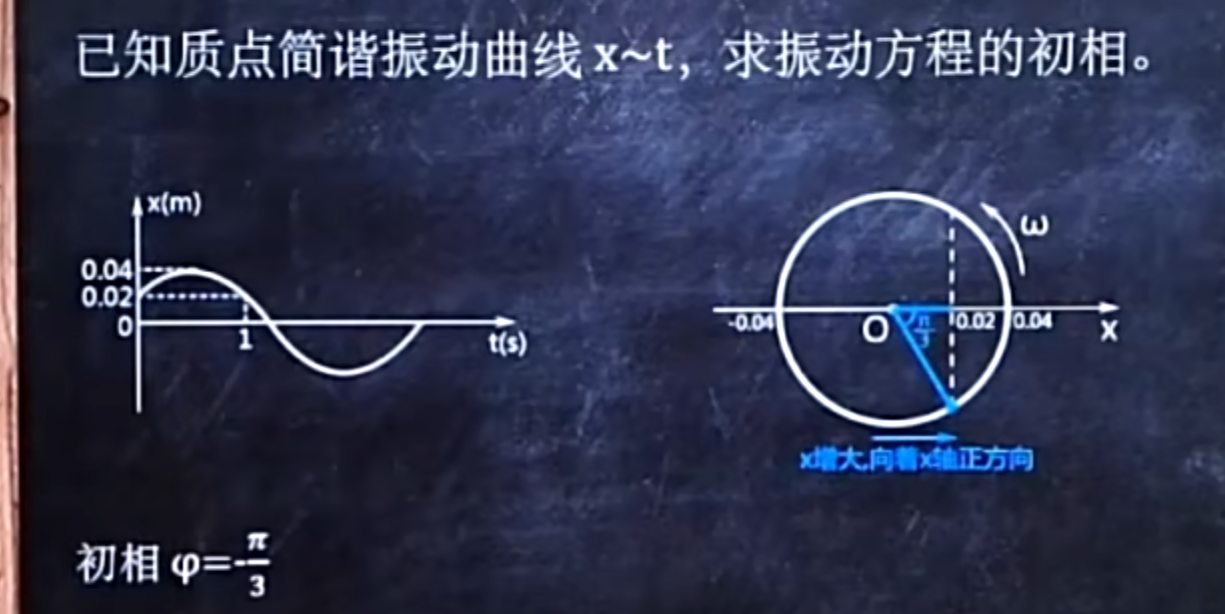 已知质点简谐振动曲线 x~t，求振动方程的初相。
x(m)
0.04
0.02
0
1
t(s)
ω
-0.04
O
π/3
0.02
0.04
x
x增大,向着x轴正方向
初相 φ=-π/3